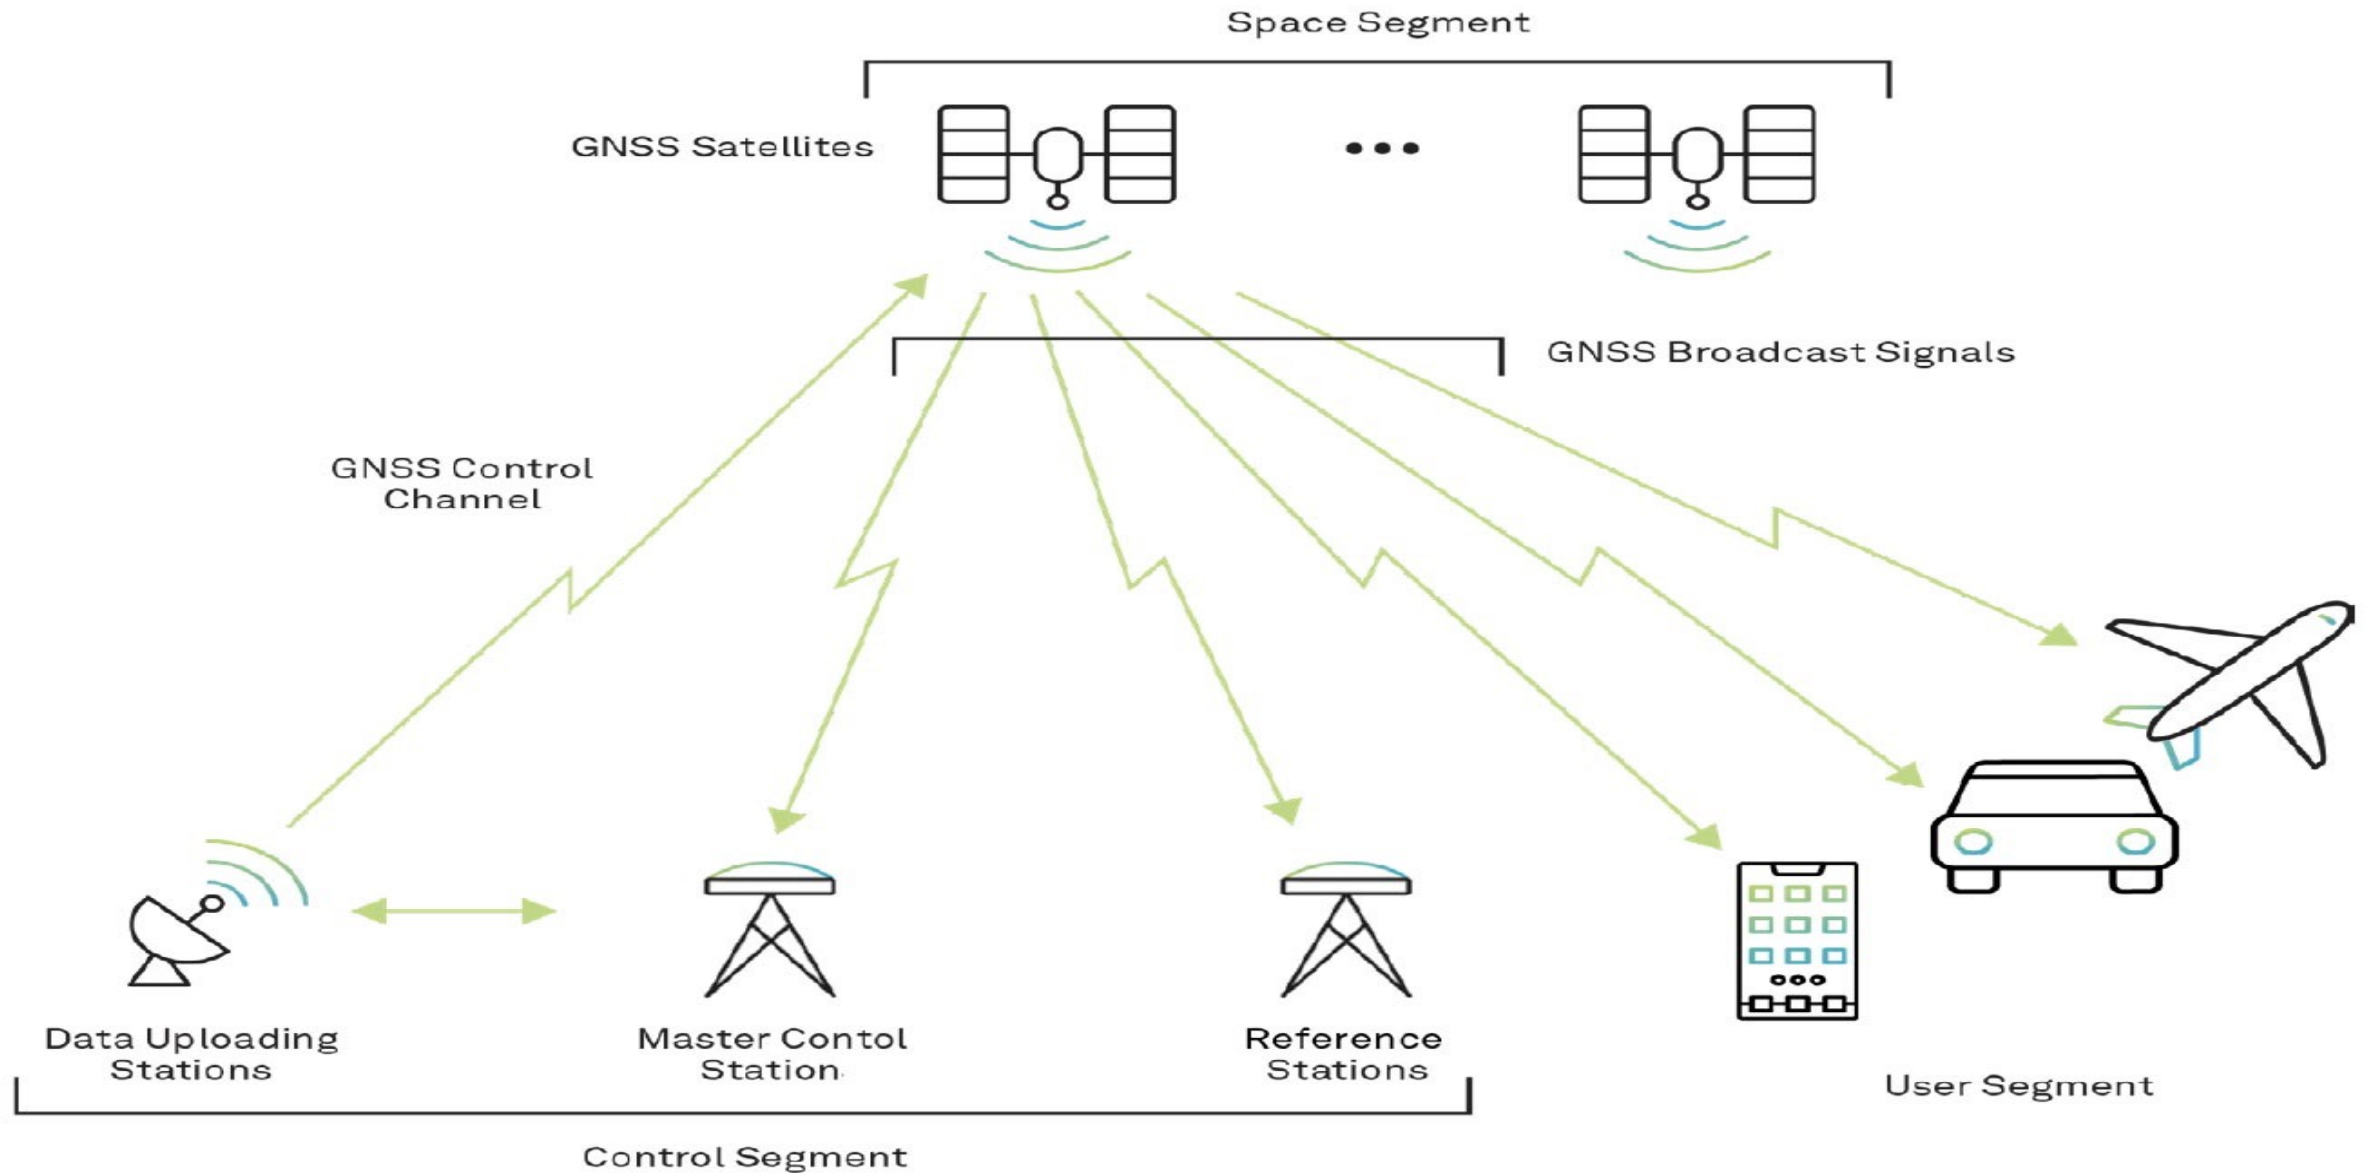 Space Segment
GNSS Satellites
GNSS Broadcast Signals
GNSS Control
Channel
Data Uploading
Stations
Master Contol
Station
Reference
Stations
User Segment
Control Segment